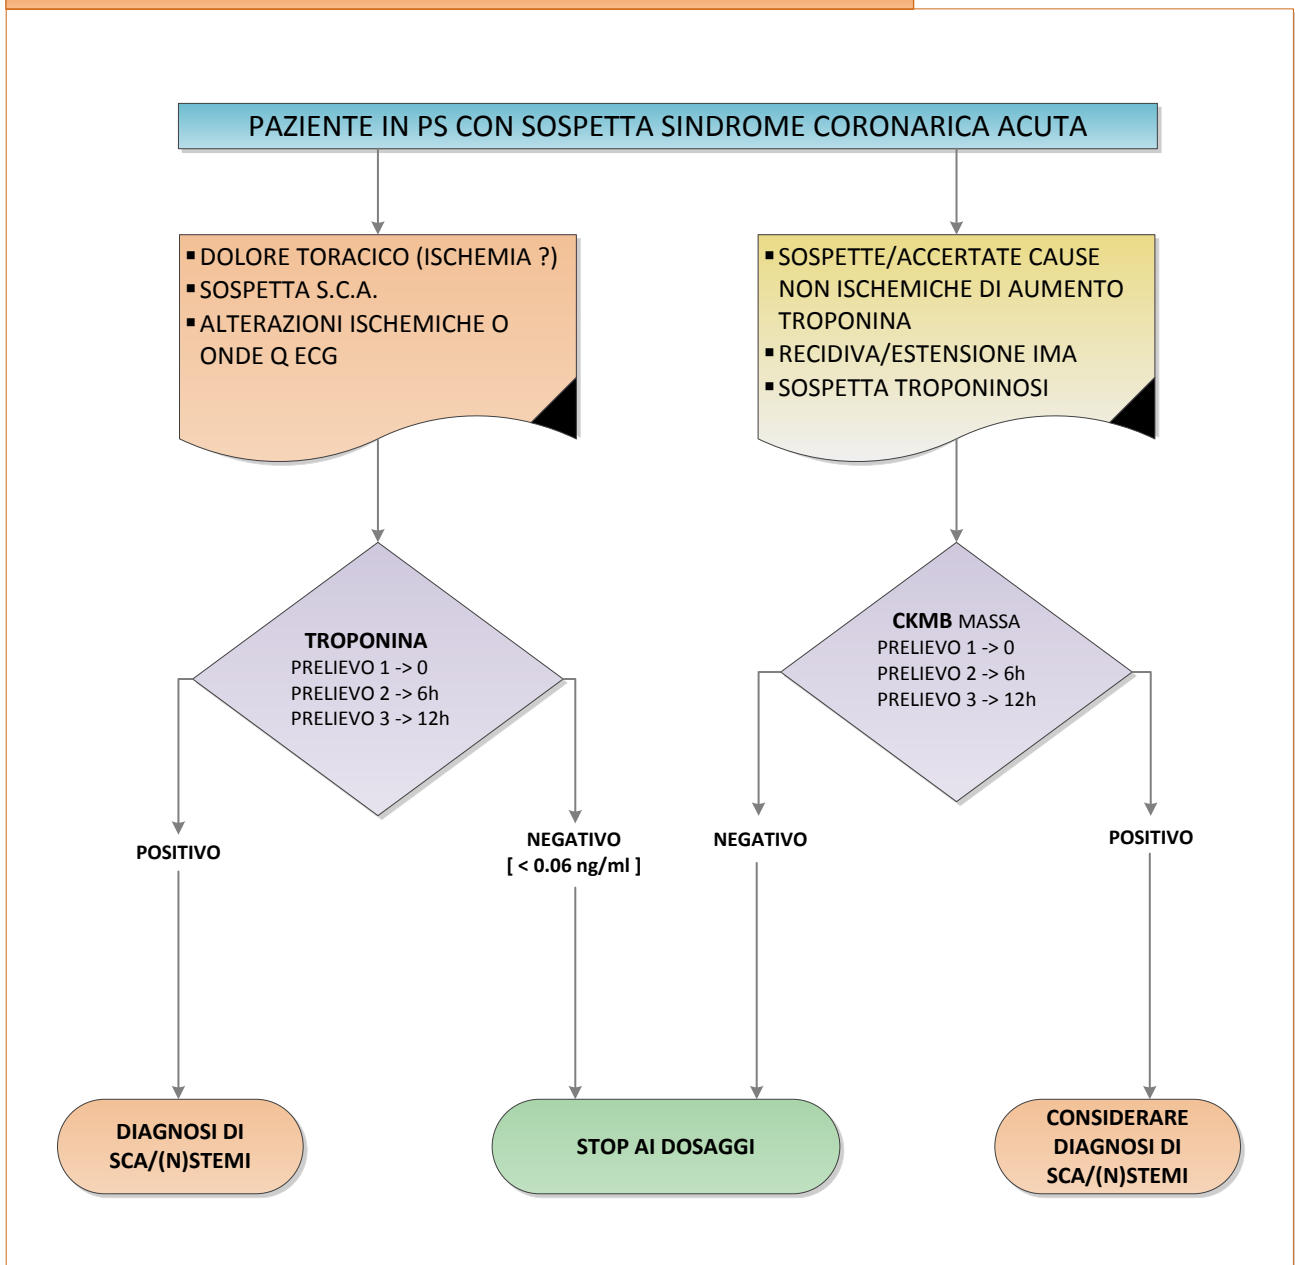 PAZIENTE IN PS CON SOSPETTA SINDROME CORONARICA ACUTA
▪ DOLORE TORACICO (ISCHEMIA ?)
▪ SOSPETTA S.C.A.
▪ ALTERAZIONI ISCHEMICHE O
ONDE Q ECG
▪ SOSPETTE/ACCERTATE CAUSE
NON ISCHEMICHE DI AUMENTO
TROPONINA
▪ RECIDIVA/ESTENSIONE IMA
▪ SOSPETTA TROPONINOSI
TROPONINA
PRELIEVO 1 -> 0
PRELIEVO 2 -> 6h
PRELIEVO 3 -> 12h
CKMB MASSA
PRELIEVO 1 -> 0
PRELIEVO 2 -> 6h
PRELIEVO 3 -> 12h
POSITIVO
NEGATIVO
[ < 0.06 ng/ml ]
NEGATIVO
POSITIVO
DIAGNOSI DI
SCA/(N)STEMI
STOP AI DOSAGGI
CONSIDERARE
DIAGNOSI DI
SCA/(N)STEMI